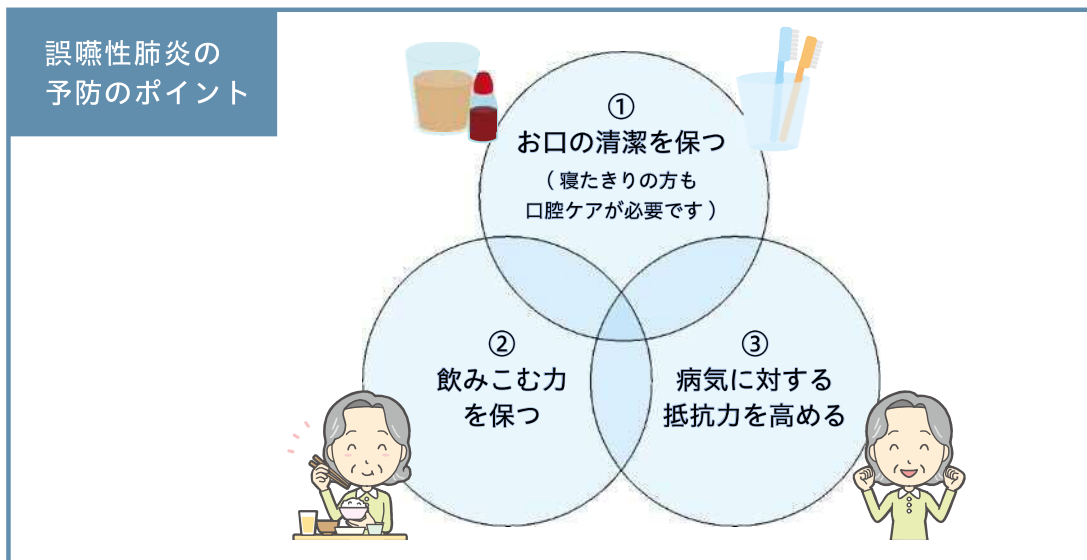 誤嚥性肺炎の
予防のポイント
①
お口の清潔を保つ
（寝たきりの方も
口腔ケアが必要です）
②
飲みこむ力
を保つ
③
病気に対する
抵抗力を高める